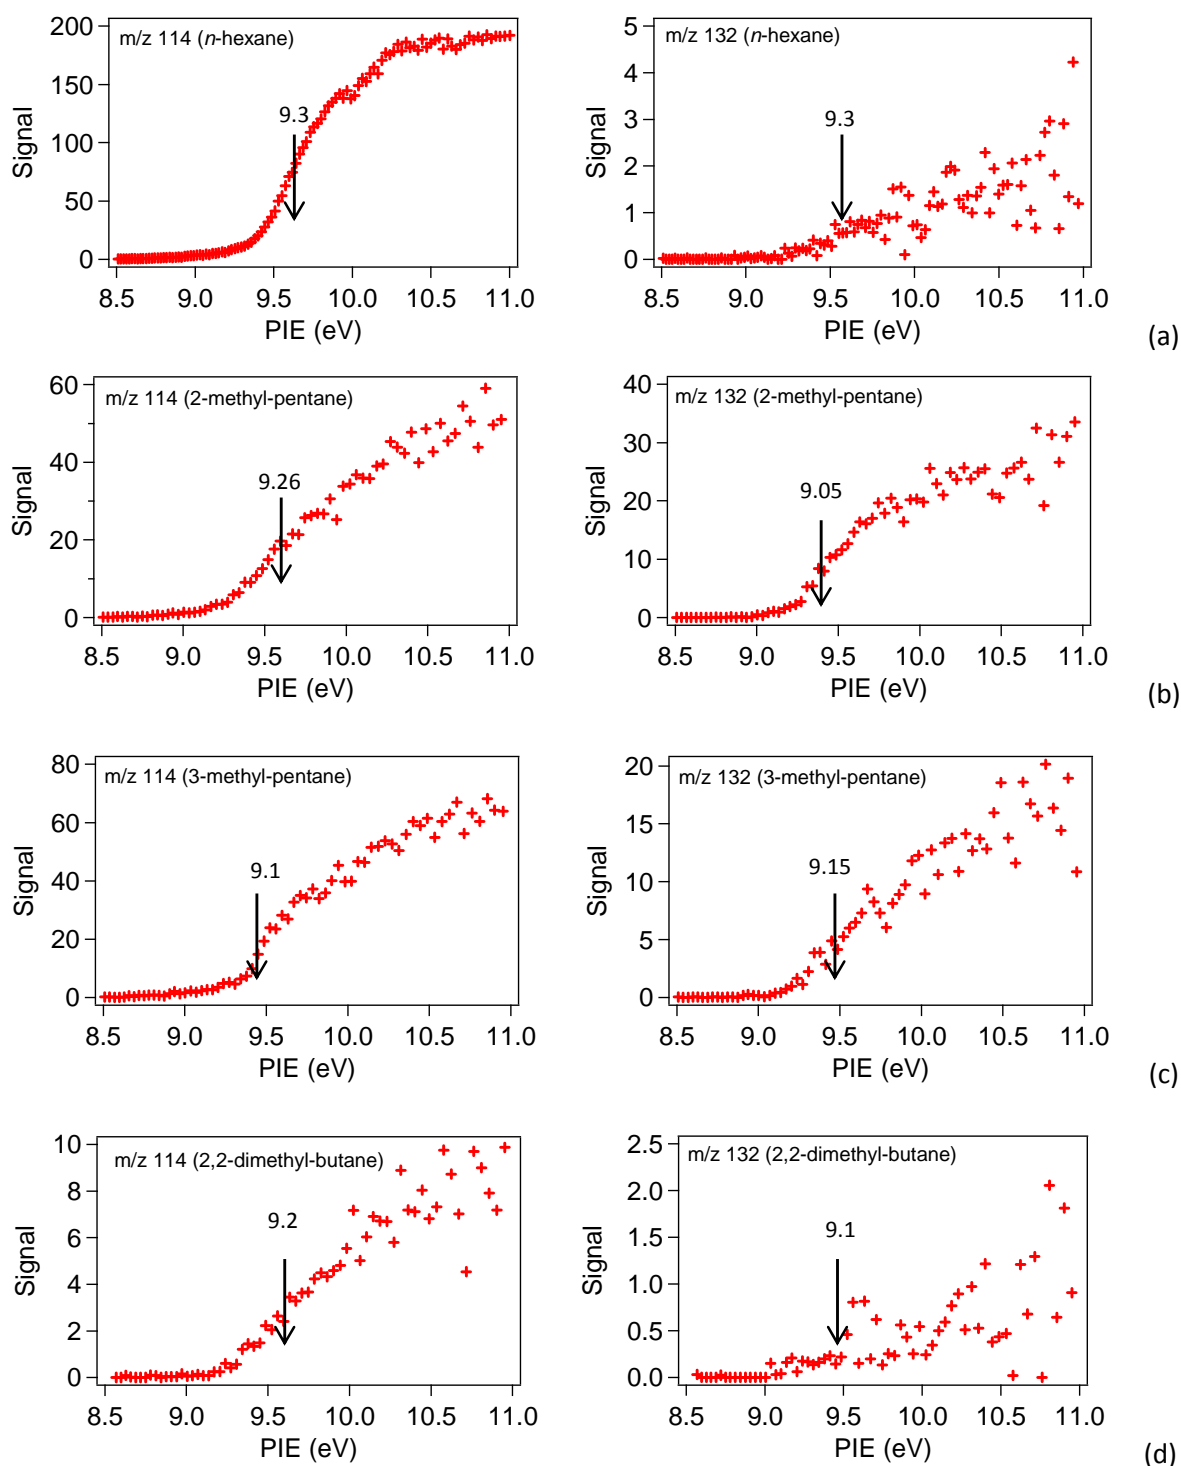 m/z 114 (n-hexane)
Signal
200
150
100
50
0
9.3
8.5 9.0 9.5 10.0 10.5 11.0
PIE (eV)
m/z 132 (n-hexane)
Signal
5
4
3
2
1
0
9.3
8.5 9.0 9.5 10.0 10.5 11.0
PIE (eV)
(a)
m/z 114 (2-methyl-pentane)
Signal
60
40
20
0
9.26
8.5 9.0 9.5 10.0 10.5 11.0
PIE (eV)
m/z 132 (2-methyl-pentane)
Signal
40
30
20
10
0
9.05
8.5 9.0 9.5 10.0 10.5 11.0
PIE (eV)
(b)
m/z 114 (3-methyl-pentane)
Signal
80
60
40
20
0
9.1
8.5 9.0 9.5 10.0 10.5 11.0
PIE (eV)
m/z 132 (3-methyl-pentane)
Signal
20
15
10
5
0
9.15
8.5 9.0 9.5 10.0 10.5 11.0
PIE (eV)
(c)
m/z 114 (2,2-dimethyl-butane)
Signal
10
8
6
4
2
0
9.2
8.5 9.0 9.5 10.0 10.5 11.0
PIE (eV)
m/z 132 (2,2-dimethyl-butane)
Signal
2.5
2.0
1.5
1.0
0.5
0.0
9.1
8.5 9.0 9.5 10.0 10.5 11.0
PIE (eV)
(d)